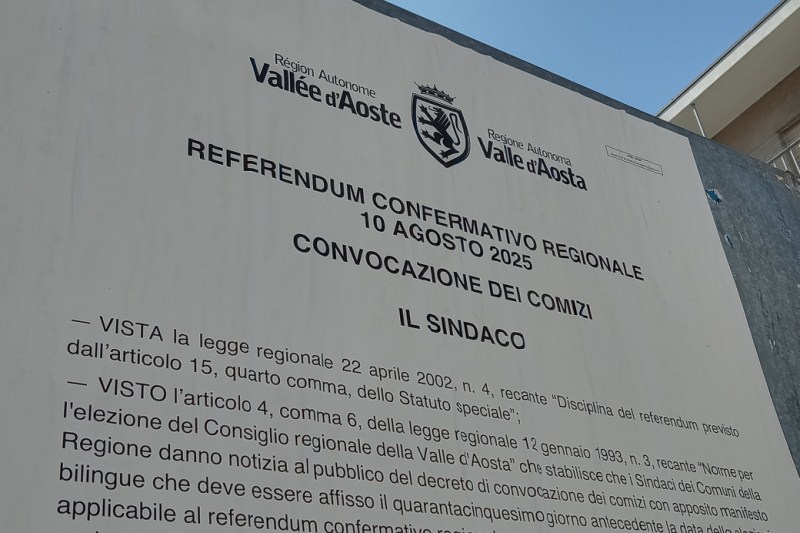 Région Autonome
Vallée d'Aoste
Regione Autonoma
Valle d'Aosta
REFERENDUM CONFERMATIVO REGIONALE
10 AGOSTO 2025
CONVOCAZIONE DEI COMIZI
IL SINDACO
— VISTA la legge regionale 22 aprile 2002, n. 4, recante "Disciplina del referendum previsto
dall'articolo 15, quarto comma, dello Statuto speciale";
— VISTO l'articolo 4, comma 6, della legge regionale 12 gennaio 1993, n. 3, recante "Norme per
l'elezione del Consiglio regionale della Valle d'Aosta" che stabilisce che i Sindaci dei Comuni della
Regione danno notizia al pubblico del decreto di convocazione dei comizi con apposito manifesto
bilingue che deve essere affisso il quarantacinquesimo giorno antecedente la data delle
applicabile al referendum confermativo